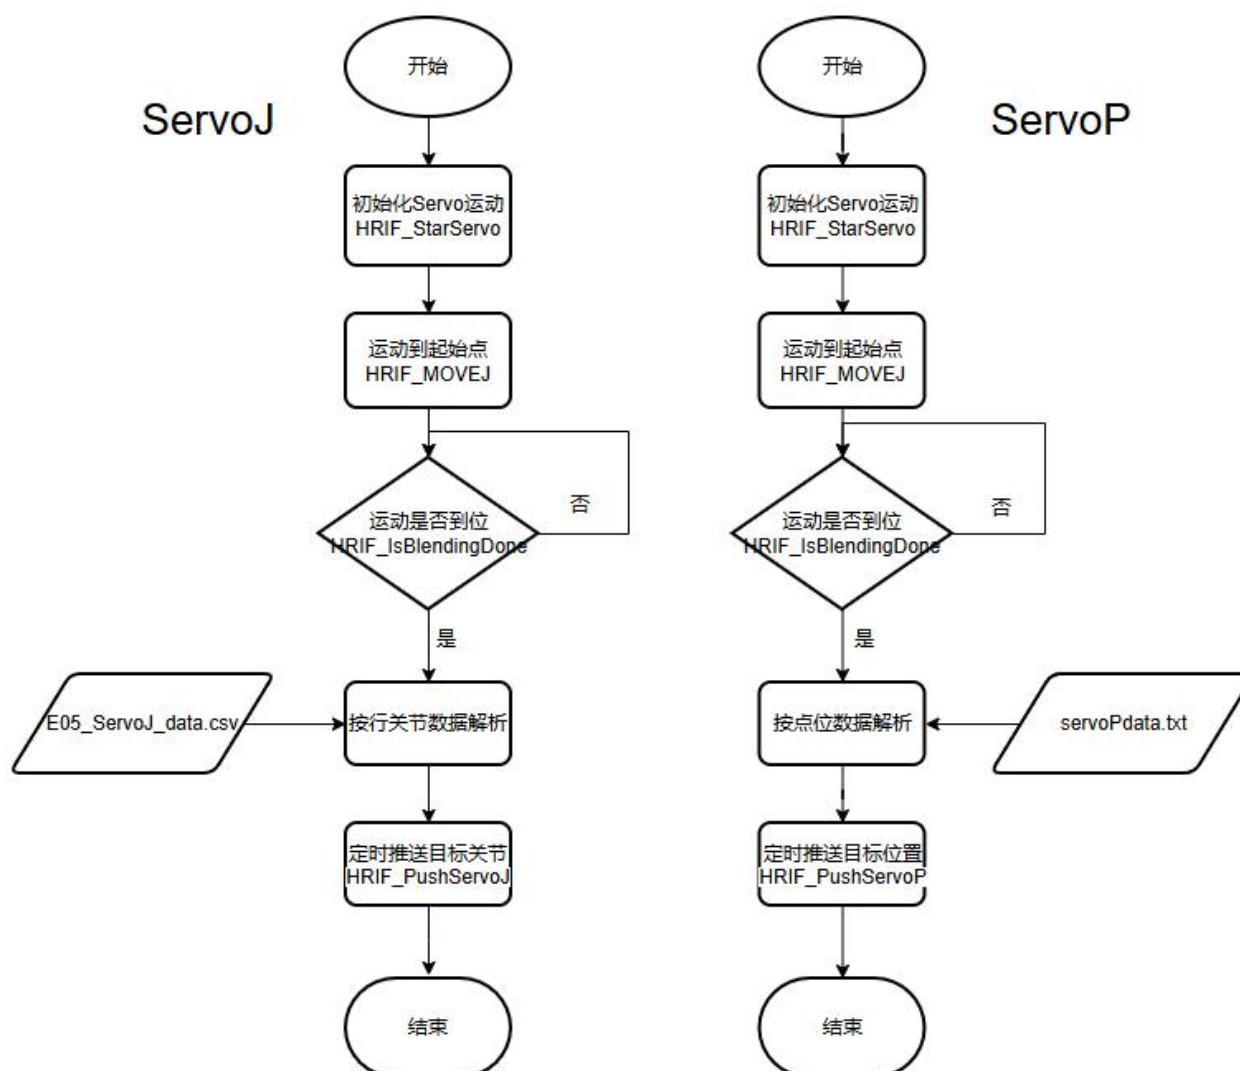 ServoJ
开始
初始化Servo运动
HRIF_StarServo
运动到起始点
HRIF_MOVEJ
运动是否到位
HRIF_IsBlendingDone
否
是
E05_ServoJ_data.csv
按行关节数据解析
定时推送目标关节
HRIF_PushServoJ
结束
ServoP
开始
初始化Servo运动
HRIF_StarServo
运动到起始点
HRIF_MOVEJ
运动是否到位
HRIF_IsBlendingDone
否
是
按点位数据解析
servoPdata.txt
定时推送目标位置
HRIF_PushServoP
结束